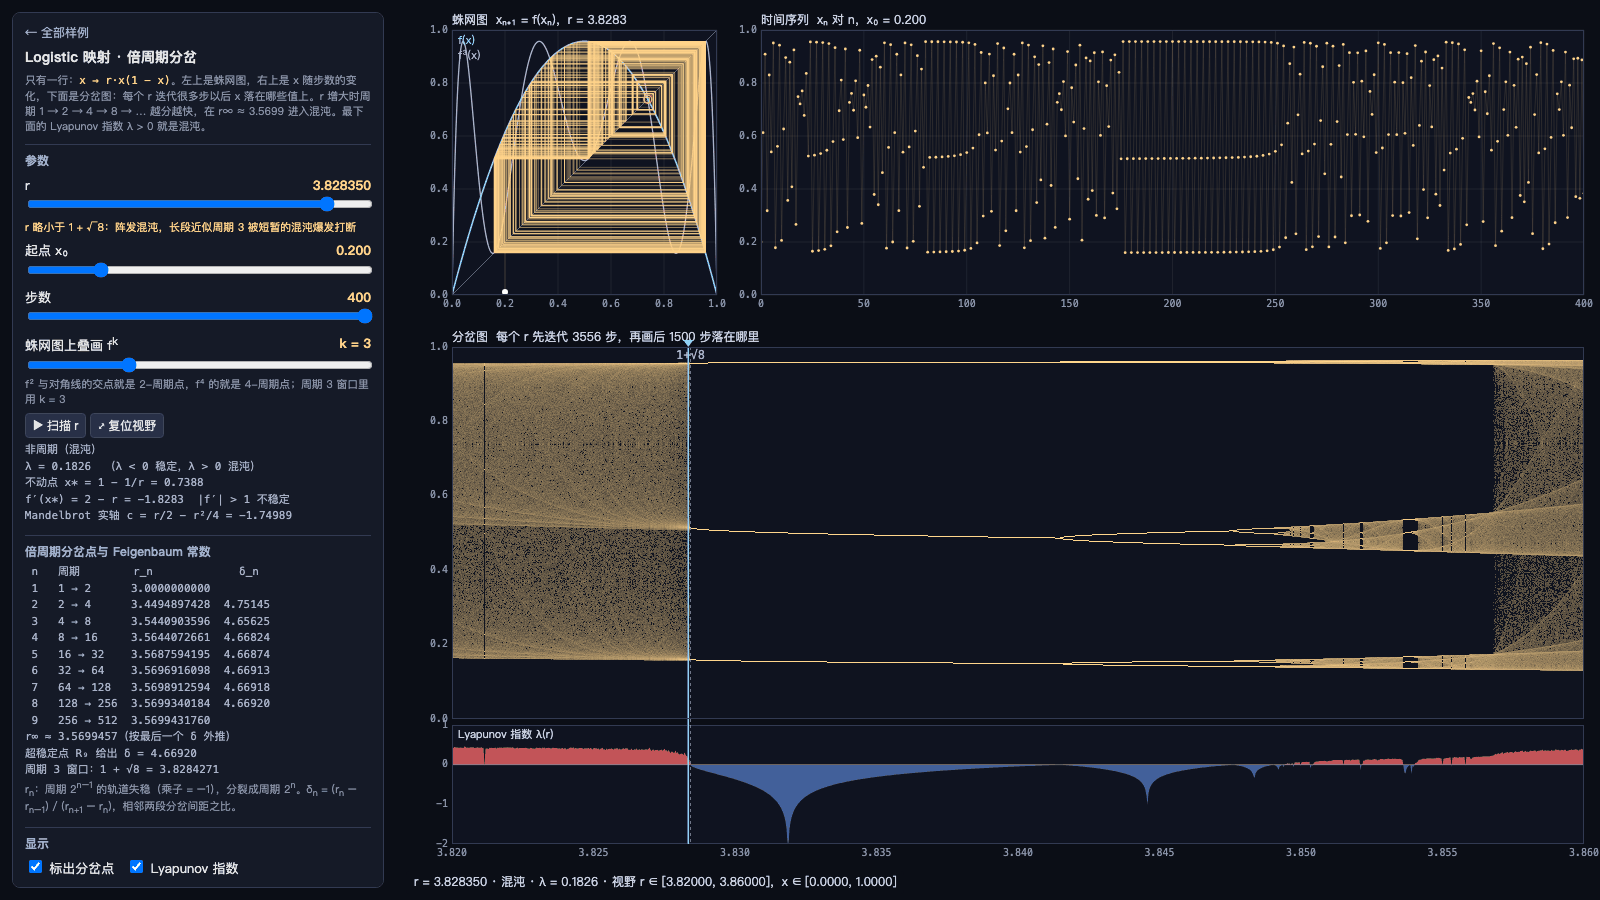 ← 全部样例
Logistic 映射 · 倍周期分岔
只有一行：x → r·x(1 − x)。左上是蛛网图，右上是 x 随步数的变
化，下面是分岔图：每个 r 迭代很多步以后 x 落在哪些值上。r 增大时周
期 1 → 2 → 4 → 8 → … 越分越快，在 r∞ ≈ 3.5699 进入混沌。最下
面的 Lyapunov 指数 λ > 0 就是混沌。
参数
r 3.828350
r 略小于 1 + √8：阵发混沌，长段近似周期 3 被短暂的混沌爆发打断
起点 x₀ 0.200
步数 400
蛛网图上叠画 fᵏ k = 3
f² 与对角线的交点就是 2-周期点，f⁴ 的就是 4-周期点；周期 3 窗口里
用 k = 3
▶ 扫描 r ⤢ 复位视野
非周期（混沌）
λ = 0.1826 （λ < 0 稳定，λ > 0 混沌）
不动点 x* = 1 − 1/r = 0.7388
f′(x*) = 2 − r = −1.8283 |f′| > 1 不稳定
Mandelbrot 实轴 c = r/2 − r²/4 = −1.74989
倍周期分岔点与 Feigenbaum 常数
n 周期 r_n δ_n
1 1 → 2 3.0000000000
2 2 → 4 3.4494897428 4.75145
3 4 → 8 3.5440903596 4.65625
4 8 → 16 3.5644072661 4.66824
5 16 → 32 3.5687594195 4.66874
6 32 → 64 3.5696916098 4.66913
7 64 → 128 3.5698912594 4.66918
8 128 → 256 3.5699340184 4.66920
9 256 → 512 3.5699431760
r∞ ≈ 3.5699457（按最后一个 δ 外推）
超稳定点 R₉ 给出 δ = 4.66920
周期 3 窗口：1 + √8 = 3.8284271
rₙ：周期 2ⁿ⁻¹ 的轨道失稳（乘子 = −1），分裂成周期 2ⁿ。δₙ = (rₙ −
rₙ₋₁) / (rₙ₊₁ − rₙ)，相邻两段分岔间距之比。
显示
标出分岔点 Lyapunov 指数
蛛网图 xₙ₊₁ = f(xₙ)，r = 3.8283
f(x)
f³(x)
1.0
0.8
0.6
0.4
0.2
0.0
0.0 0.2 0.4 0.6 0.8 1.0
时间序列 xₙ 对 n，x₀ = 0.200
1.0
0.8
0.6
0.4
0.2
0.0
0 50 100 150 200 250 300 350 400
分岔图 每个 r 先迭代 3556 步，再画后 1500 步落在哪里
1+√8
1.0
0.8
0.6
0.4
0.2
0.0
Lyapunov 指数 λ(r)
1
0
−1
−2
3.820 3.825 3.830 3.835 3.840 3.845 3.850 3.855 3.860
r = 3.828350 · 混沌 · λ = 0.1826 · 视野 r ∈ [3.82000, 3.86000]，x ∈ [0.0000, 1.0000]